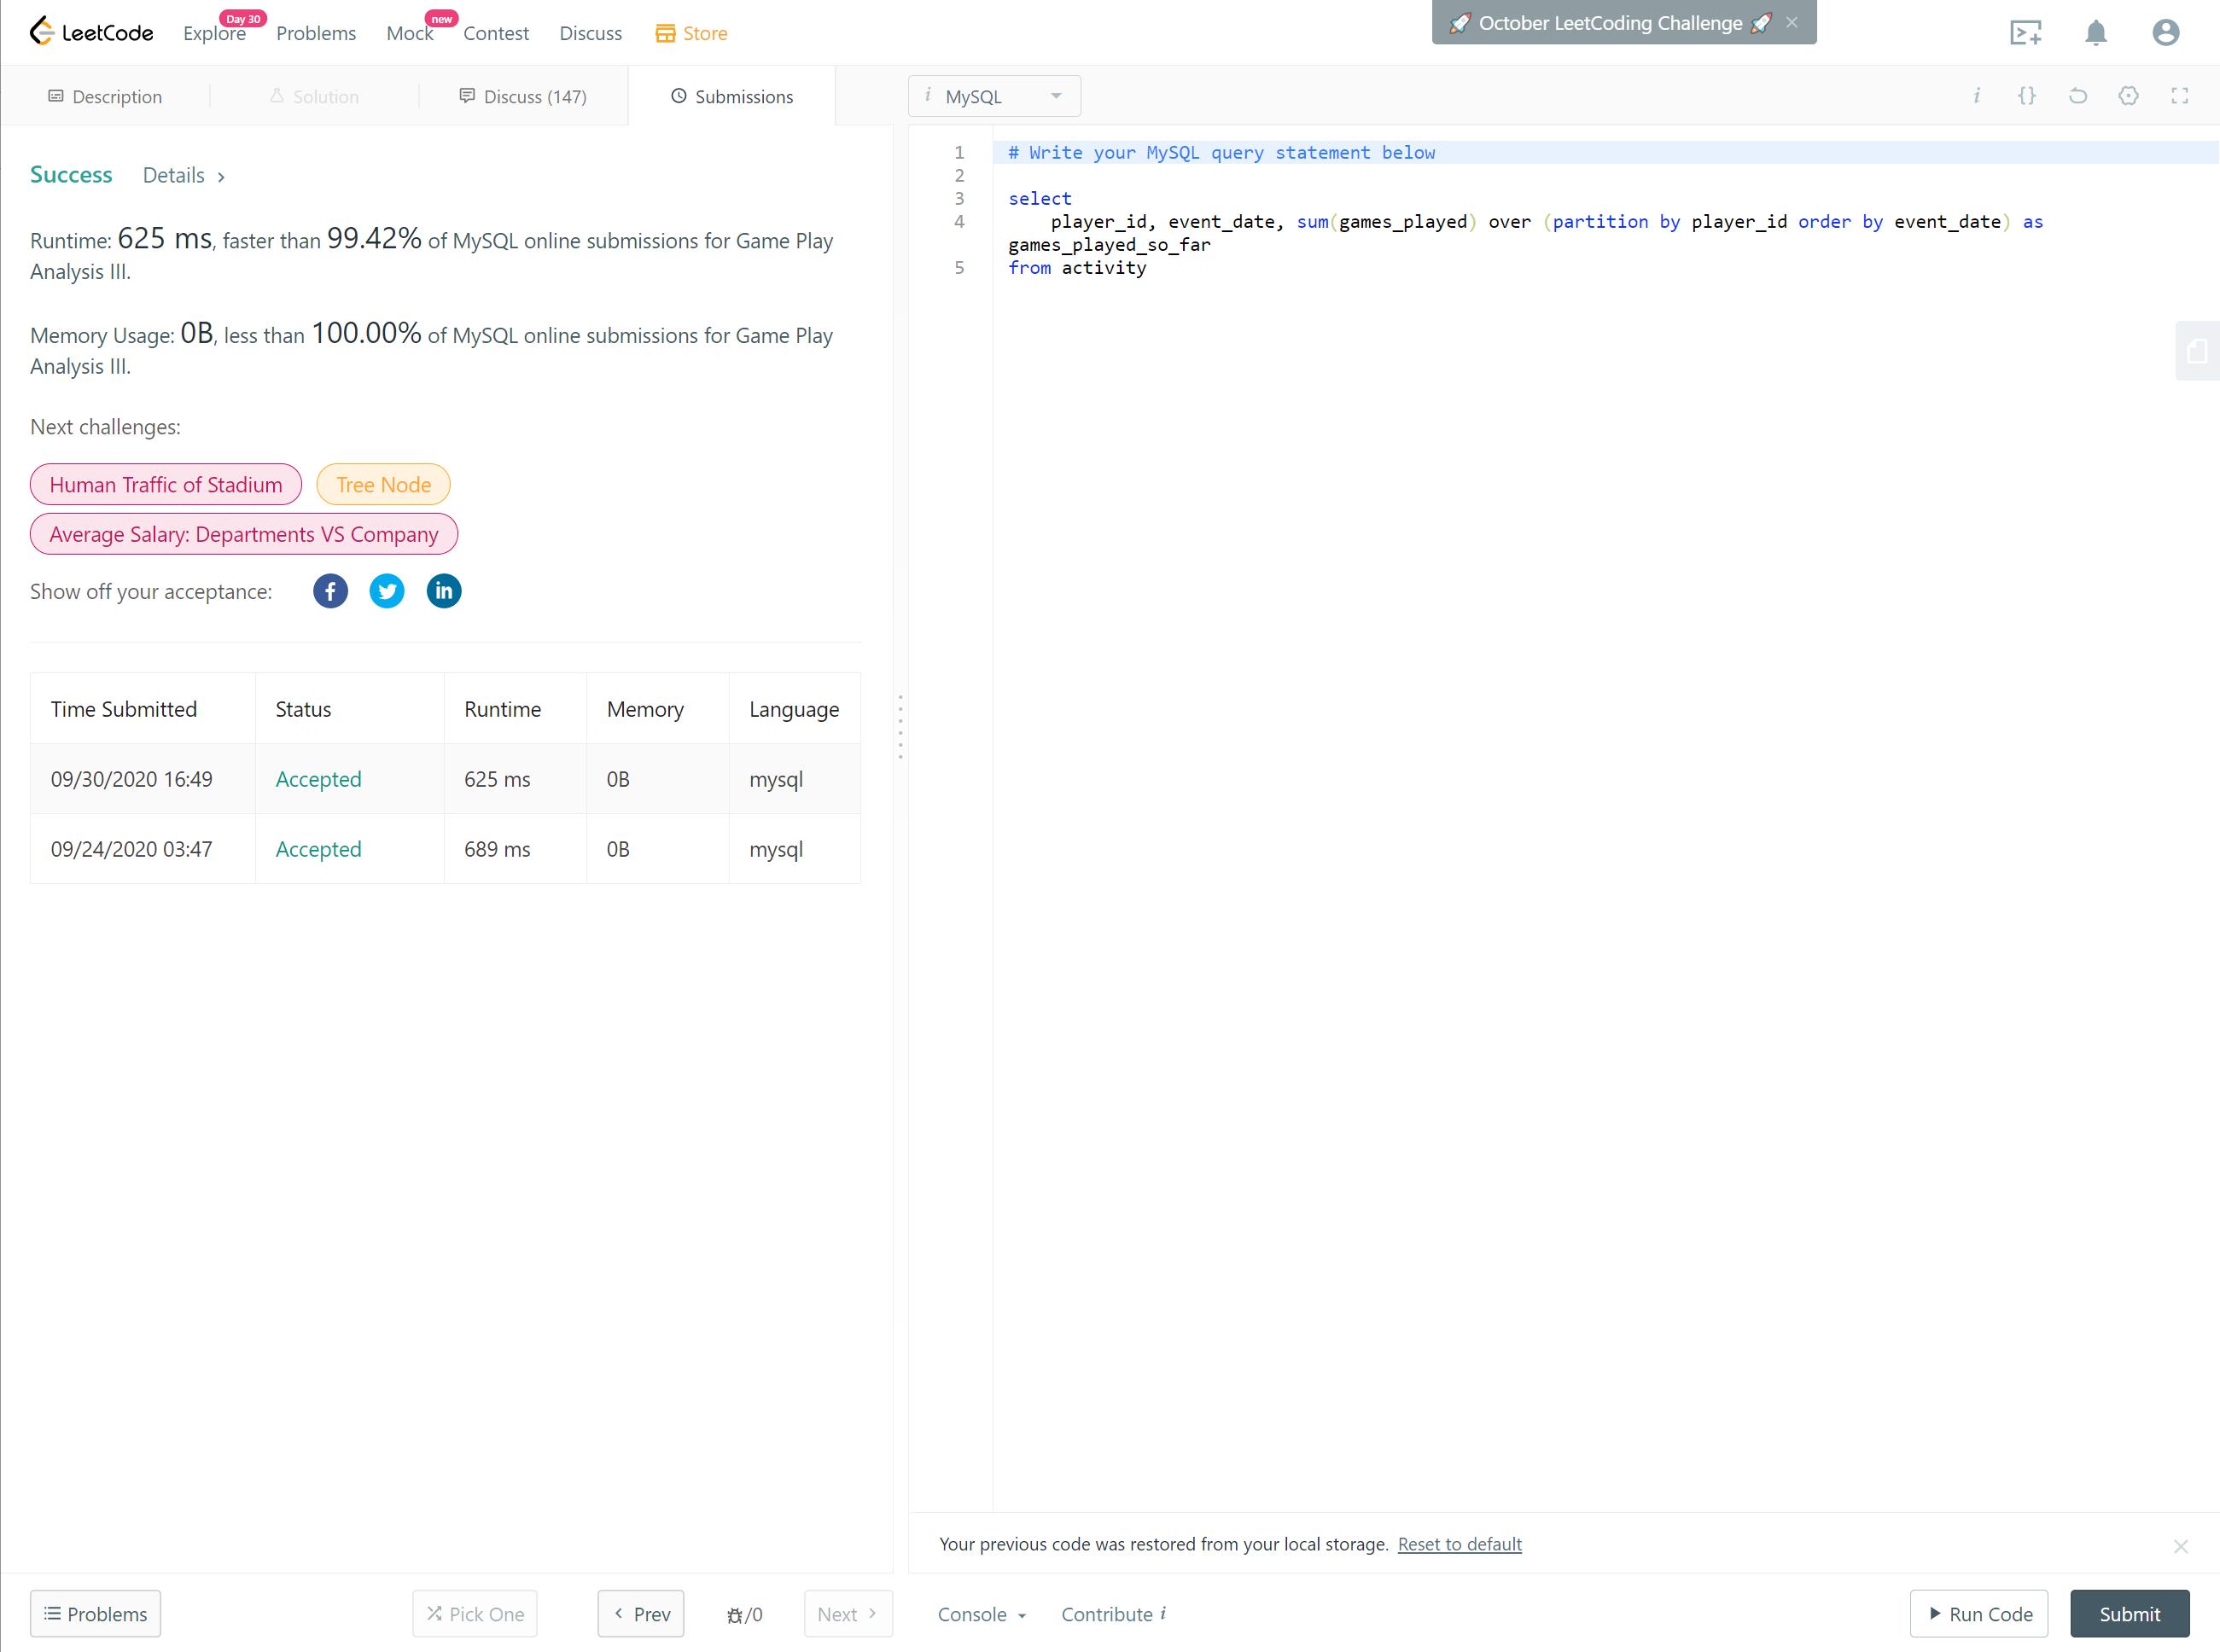 LeetCode
Explore
Day 30
Problems
Mock
new
Contest
Discuss
Store
🚀 October LeetCoding Challenge 🚀 ×
Description
Solution
Discuss (147)
Submissions
i MySQL
i {}
Success Details >
Runtime: 625 ms, faster than 99.42% of MySQL online submissions for Game Play
Analysis III.
Memory Usage: 0B, less than 100.00% of MySQL online submissions for Game Play
Analysis III.
Next challenges:
Human Traffic of Stadium
Tree Node
Average Salary: Departments VS Company
Show off your acceptance: f in
Time Submitted Status Runtime Memory Language
09/30/2020 16:49 Accepted 625 ms 0B mysql
09/24/2020 03:47 Accepted 689 ms 0B mysql
1 # Write your MySQL query statement below
2
3 select
4 player_id, event_date, sum(games_played) over (partition by player_id order by event_date) as
games_played_so_far
5 from activity
Your previous code was restored from your local storage. Reset to default
Problems
Pick One
< Prev
/0
Next >
Console
Contribute i
Run Code
Submit